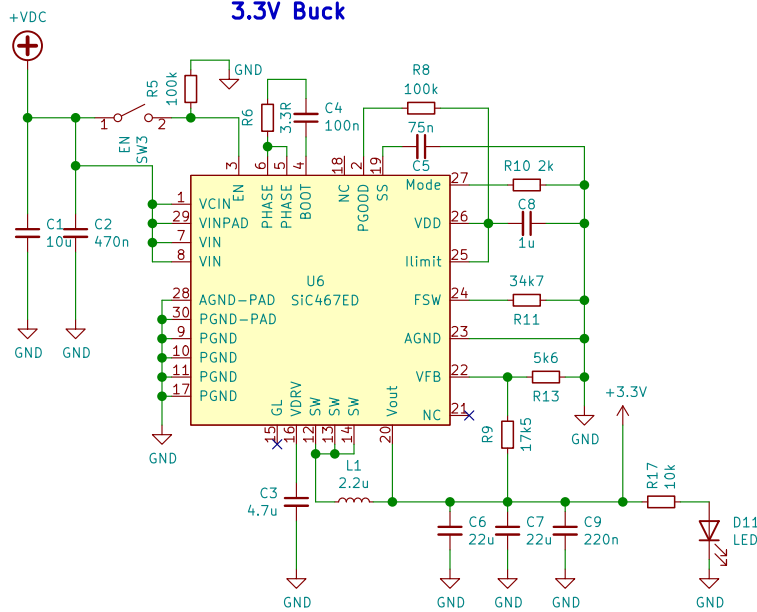 3.3V Buck
+VDC
GND
R5
100k
R6
3.3R
C4
100n
R8
100k
75n
C5
1
2
EN
SW3
3
6
5
4
18
2
19
EN
PHASE
PHASE
BOOT
NC
PGOOD
SS
Mode
27
R10 2k
1
VCIN
29
VINPAD
7
VIN
8
VIN
VDD
26
C8
1u
Ilimit
25
C1
10u
C2
470n
U6
SiC467ED
28
AGND-PAD
30
PGND-PAD
9
PGND
10
PGND
11
PGND
17
PGND
FSW
24
34k7
R11
AGND
23
VFB
22
5k6
R13
NC
21
GND
GND
GL
VDRV
SW
SW
SW
Vout
15
16
12
13
14
20
R9
17k5
+3.3V
GND
GND
L1
2.2u
C3
4.7u
R17
10k
C6
22u
C7
22u
C9
220n
D11
LED
GND
GND
GND
GND
GND